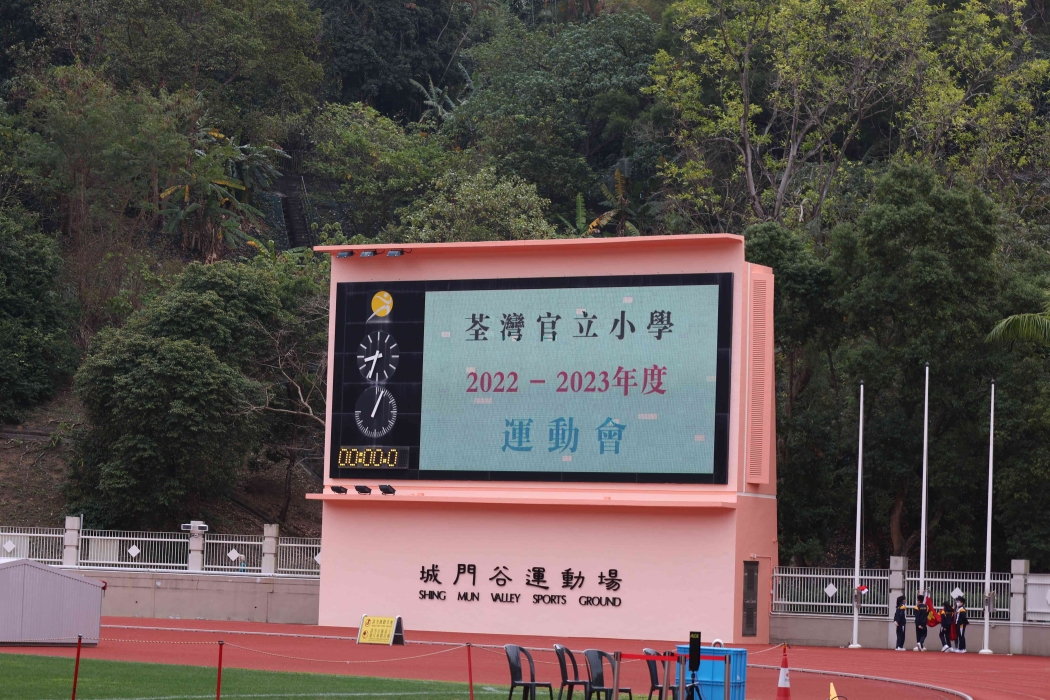 荃灣官立小學
2022 - 2023年度
運動會
00:00.0
城門谷運動場
SHING MUN VALLEY SPORTS GROUND